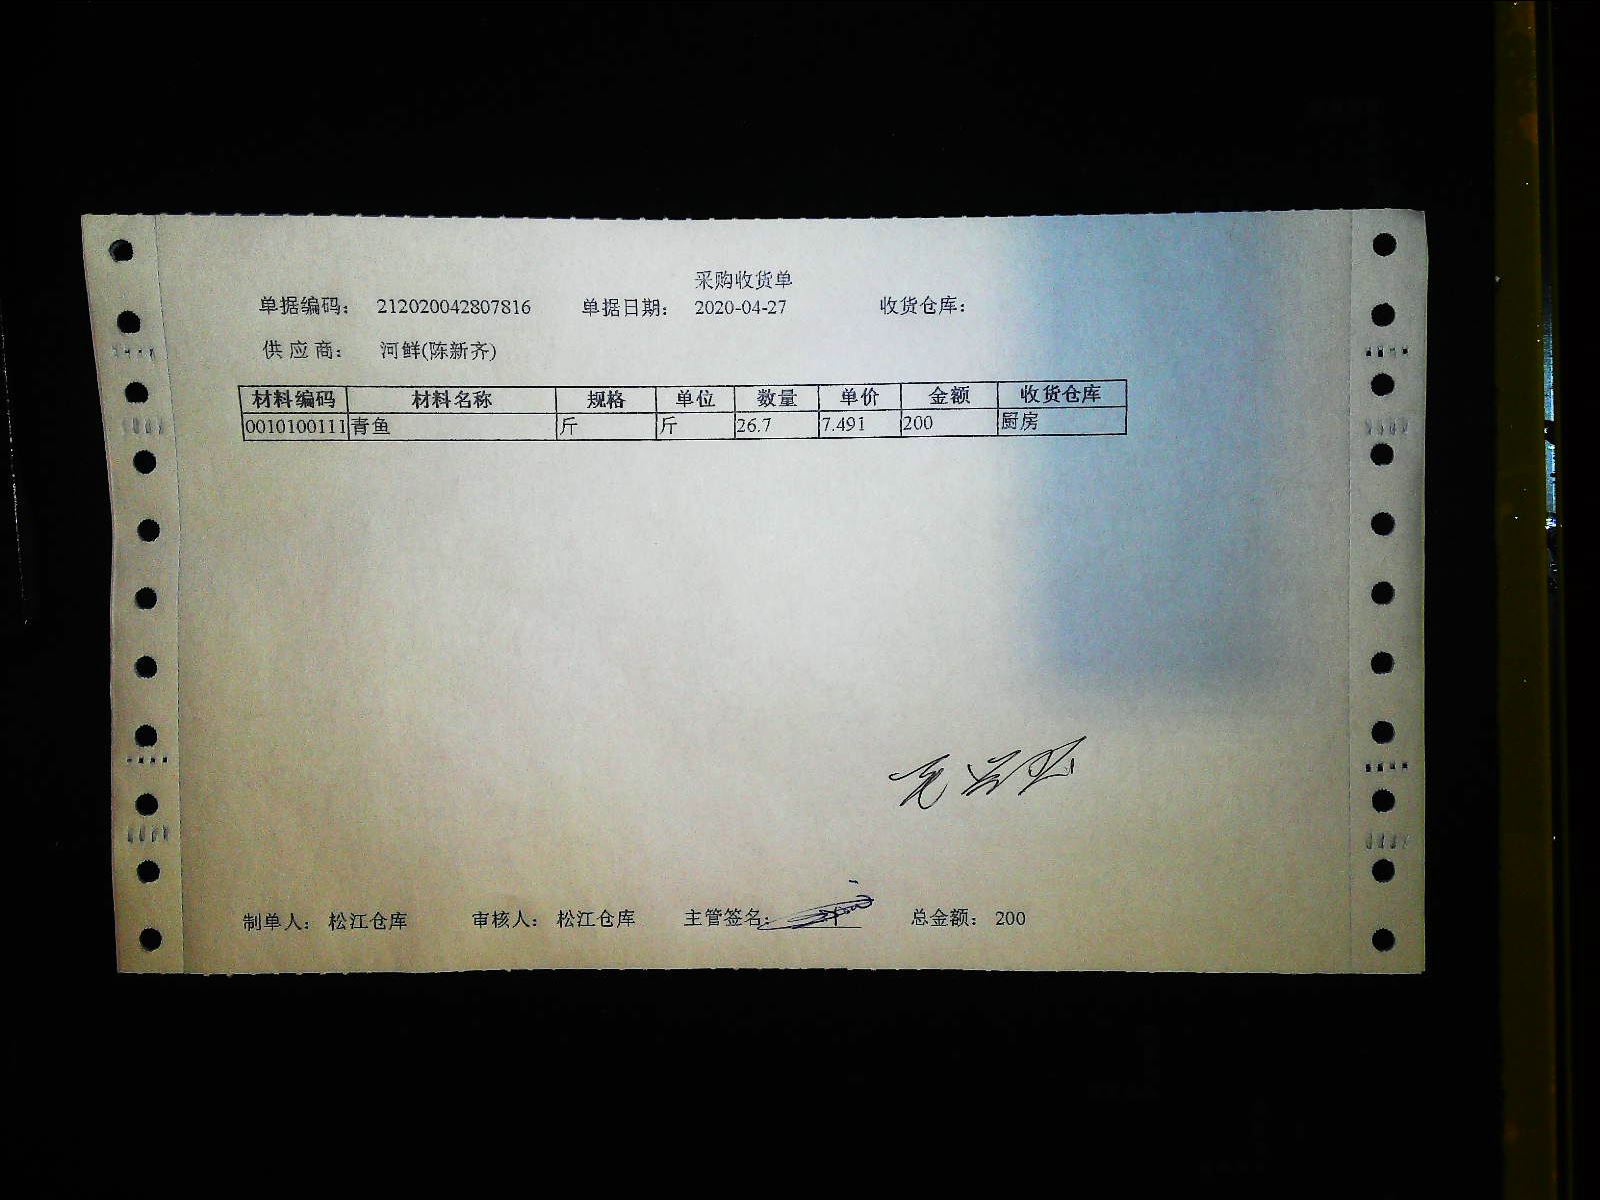 采购收货单
单据编码： 212020042807816 单据日期： 2020-04-27 收货仓库：
供 应 商： 河鲜(陈新齐)
材料编码 材料名称 规格 单位 数量 单价 金额 收货仓库
0010100111 青鱼 斤 斤 26.7 7.491 200 厨房
制单人： 松江仓库 审核人： 松江仓库 主管签名： 总金额： 200